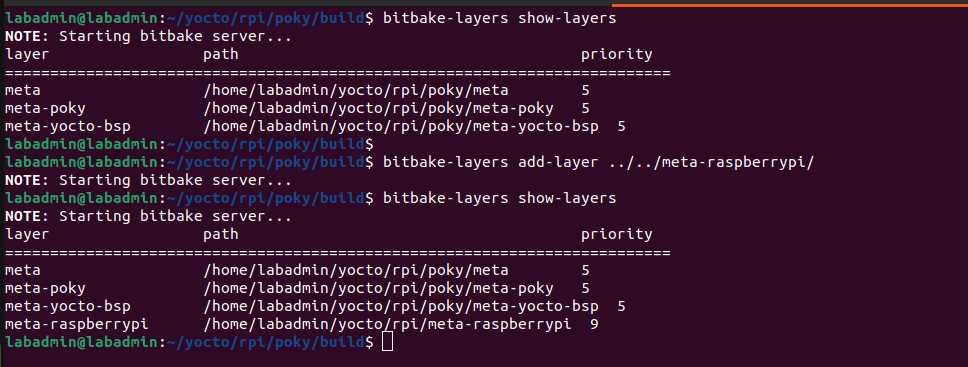 labadmin@labadmin:~/yocto/rpi/poky/build$ bitbake-layers show-layers
NOTE: Starting bitbake server...
layer                 path                                      priority
==========================================================================
meta                  /home/labadmin/yocto/rpi/poky/meta        5
meta-poky             /home/labadmin/yocto/rpi/poky/meta-poky   5
meta-yocto-bsp        /home/labadmin/yocto/rpi/poky/meta-yocto-bsp  5
labadmin@labadmin:~/yocto/rpi/poky/build$
labadmin@labadmin:~/yocto/rpi/poky/build$ bitbake-layers add-layer ../../meta-raspberrypi/
NOTE: Starting bitbake server...
labadmin@labadmin:~/yocto/rpi/poky/build$ bitbake-layers show-layers
NOTE: Starting bitbake server...
layer                 path                                      priority
==========================================================================
meta                  /home/labadmin/yocto/rpi/poky/meta        5
meta-poky             /home/labadmin/yocto/rpi/poky/meta-poky   5
meta-yocto-bsp        /home/labadmin/yocto/rpi/poky/meta-yocto-bsp  5
meta-raspberrypi      /home/labadmin/yocto/rpi/meta-raspberrypi  9
labadmin@labadmin:~/yocto/rpi/poky/build$